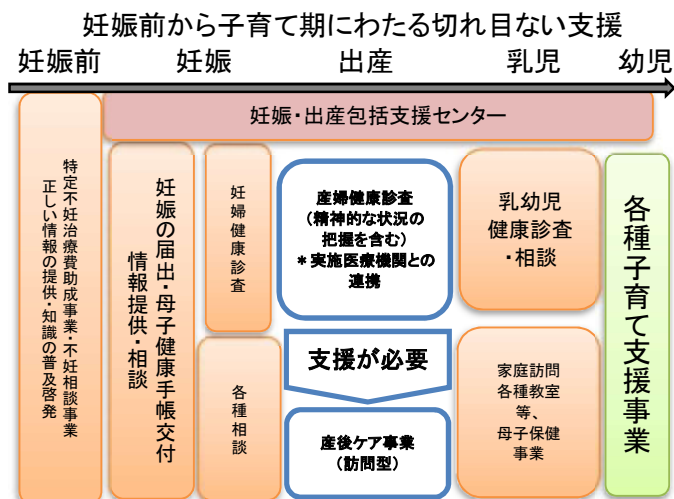 妊娠前から子育て期にわたる切れ目ない支援
妊娠前
妊娠
出産
乳児
幼児
妊娠・出産包括支援センター
特定不妊治療費助成事業・不妊相談事業
正しい情報の提供・知識の普及啓発
妊娠の届出・母子健康手帳交付
情報提供・相談
妊婦健康診査
各種相談
産婦健康診査
(精神的な状況の
把握を含む)
*実施医療機関との
連携
支援が必要
産後ケア事業
(訪問型)
乳幼児
健康診査
・相談
家庭訪問
各種教室
等、
母子保健
事業
各種子育て支援事業